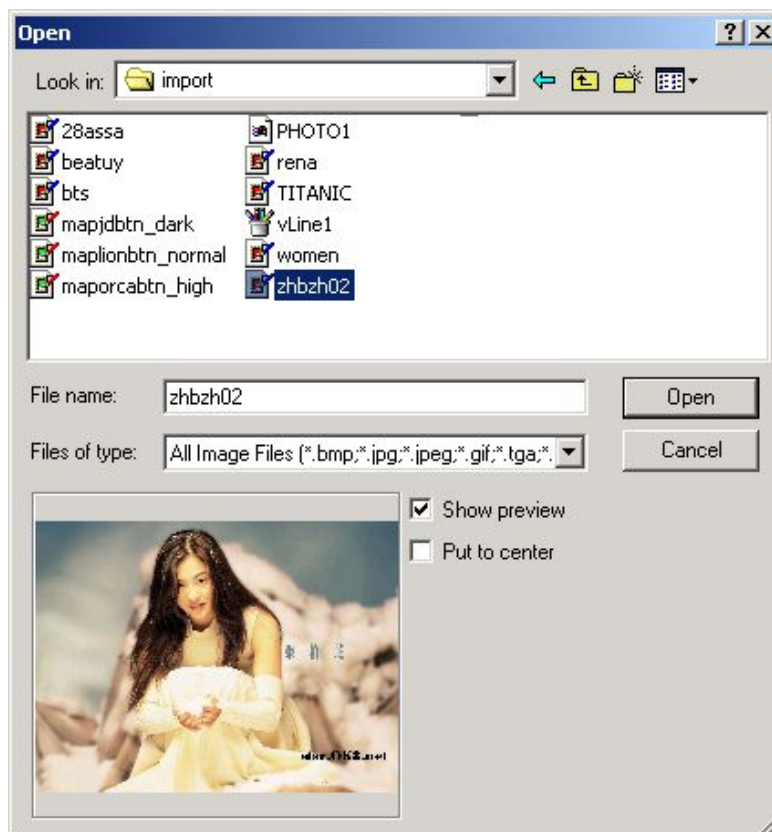 Open
Look in: import
28assa
beatuy
bts
mapjdbtn_dark
maplionbtn_normal
maporcabtn_high
PHOTO1
rena
TITANIC
vLine1
women
zhbzh02
File name: zhbzh02 Open
Files of type: All Image Files (*.bmp;*.jpg;*.jpeg;*.gif;*.tga;*. Cancel
Show preview
Put to center